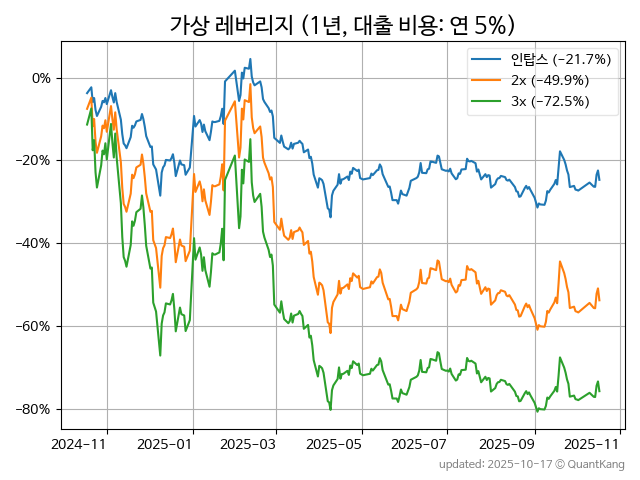 가상 레버리지 (1년, 대출 비용: 연 5%)
인탑스 (−21.7%)
2x (−49.9%)
3x (−72.5%)
0%
−20%
−40%
−60%
−80%
2024-11 2025-01 2025-03 2025-05 2025-07 2025-09 2025-11
updated: 2025-10-17 © QuantKang